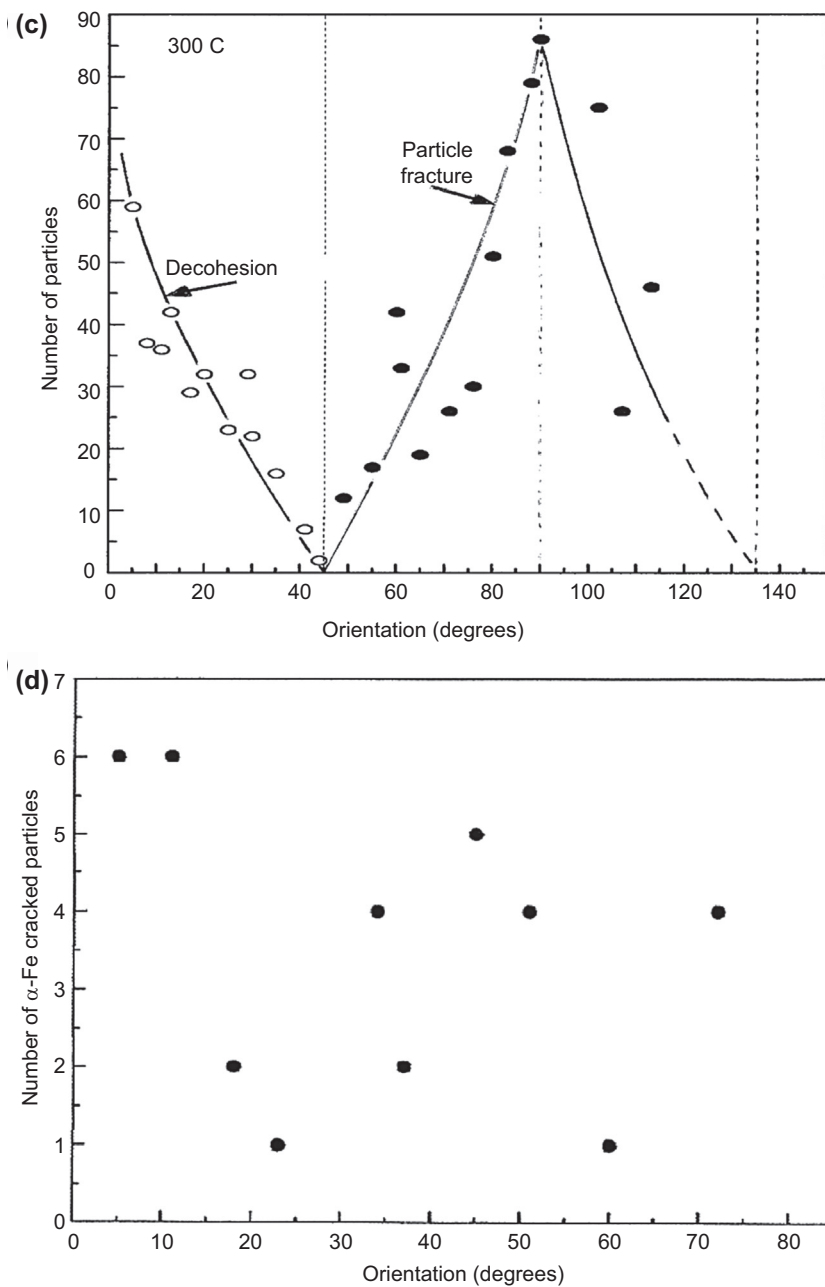 (c)
90
80
70
60
50
40
30
20
10
0
300 C
Particle
fracture
Decohesion
Number of particles
0 20 40 60 80 100 120 140
Orientation (degrees)
(d)
7
6
5
4
3
2
1
0
Number of α-Fe cracked particles
0 10 20 30 40 50 60 70 80
Orientation (degrees)